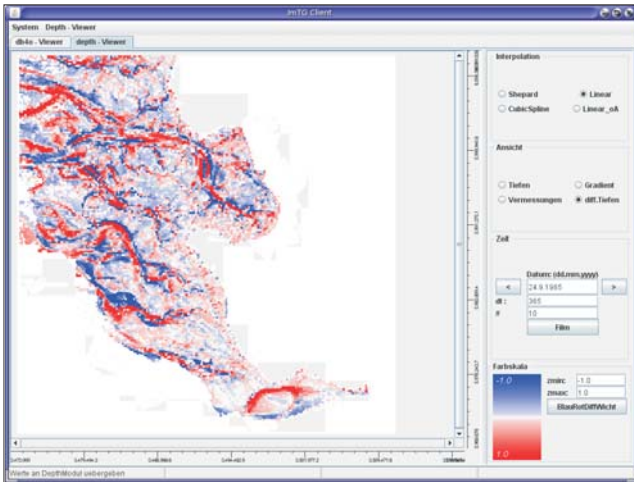 ImTG Client
System Depth - Viewer
db4o - Viewer depth - Viewer
Interpolation
Shepard Linear
CubicSpline Linear_oA
Ansicht
Tiefen Gradient
Vermessungen diff.Tiefen
Zeit
Datum: (dd.mm.yyyy)
< 24.9.1985 >
dt : 365
# 10
Film
Farbskala
-1.0 zmin: -1.0
zmax: 1.0
BlauRotDiffWicht
1.0
Werte an DepthModul uebergeben